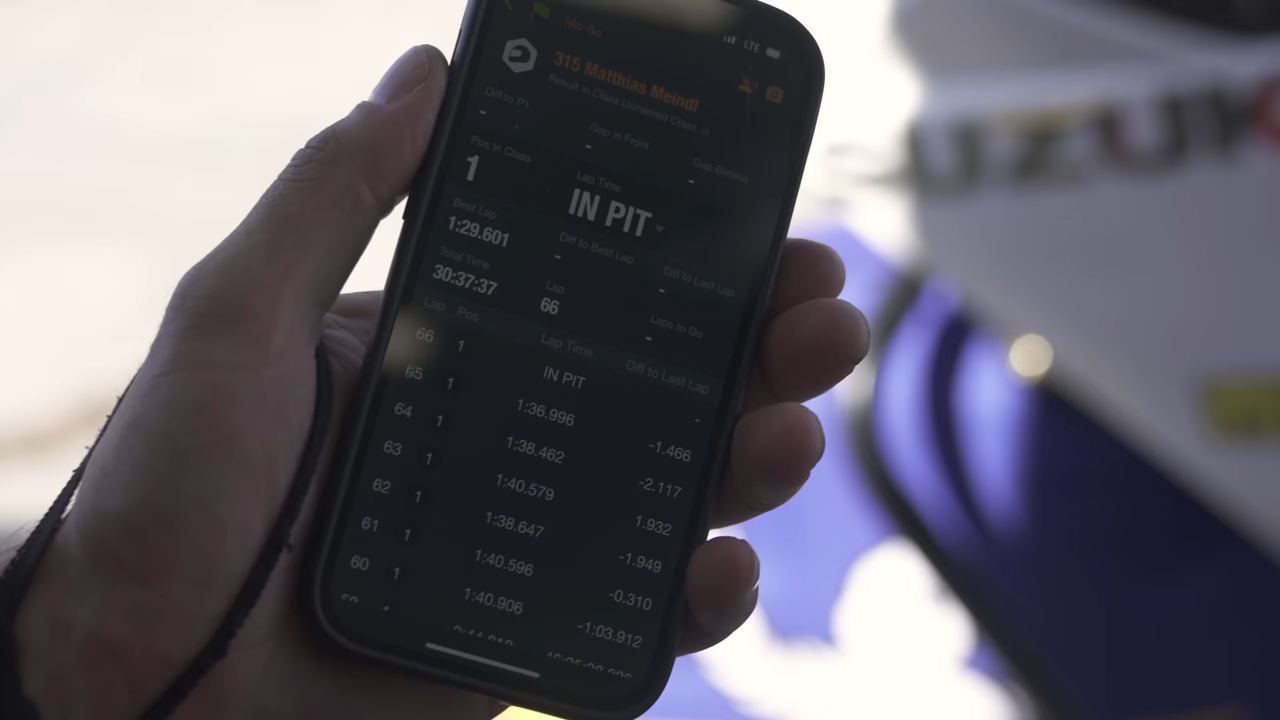 Mo-So
LTE
315 Matthias Meindl
Result in Class Unnamed Class
Diff to P1
Gap in Front
Gap Behind
-
-
-
Pos in Class
Lap Time
1
IN PIT
Best Lap
Diff to Best Lap
Diff to Last Lap
1:29.601
-
-
Total Time
Lap
Laps to Go
30:37:37
66
-
Lap Pos Lap Time Diff to Last Lap
66 1 IN PIT -
65 1 1:36.996 -1.466
64 1 1:38.462 -2.117
63 1 1:40.579 1.932
62 1 1:38.647 -1.949
61 1 1:40.596 -0.310
60 1 1:40.906 -1:03.912
UZUK